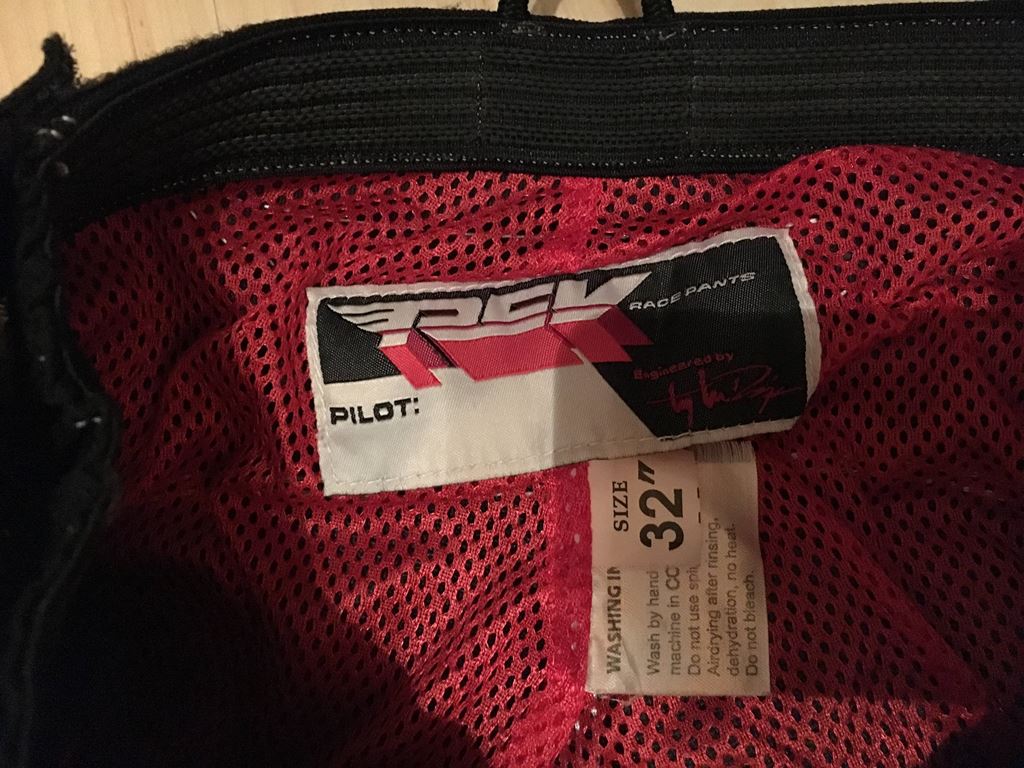 RACE PANTS
Engineered by
PILOT:
SIZE
32"
WASHING IN
Wash by hand
machine in CO
Do not use spi
Airdrying after rinsing,
dehydration, no heat.
Do not bleach.